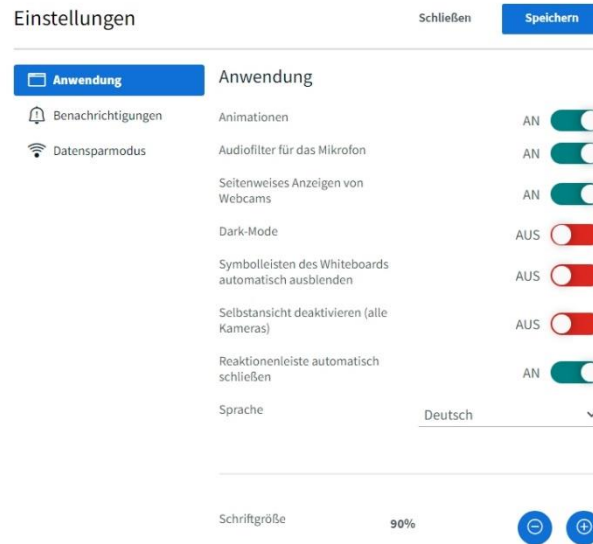 Einstellungen
Schließen
Speichern
Anwendung
Benachrichtigungen
Datensparmodus
Anwendung
Animationen
AN
Audiofilter für das Mikrofon
AN
Seitenweises Anzeigen von
Webcams
AN
Dark-Mode
AUS
Symbolleisten des Whiteboards
automatisch ausblenden
AUS
Selbstansicht deaktivieren (alle
Kameras)
AUS
Reaktionenleiste automatisch
schließen
AN
Sprache
Deutsch
Schriftgröße
90%